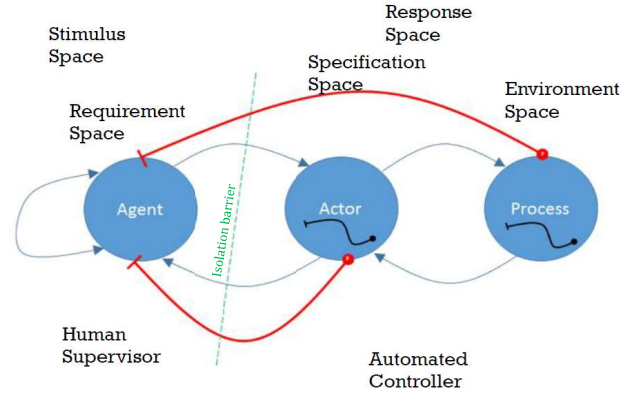 Response
Space
Stimulus
Space
Specification
Space
Environment
Space
Requirement
Space
Agent
Isolation barrier
Actor
Process
Human
Supervisor
Automated
Controller